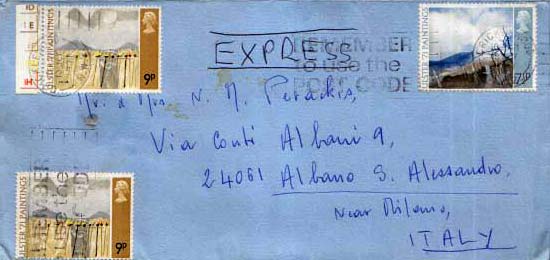 EXPRESS
REMEMBER
to use the
POST CODE
ULSTER '71 PAINTINGS
9p
ULSTER '71 PAINTINGS
7½p
Mr. & Mrs. N. N. Perakis,
Via Conti Albani 9,
24061 Albano S. Alessandro,
Near Milano,
ITALY
ULSTER '71 PAINTINGS
9p